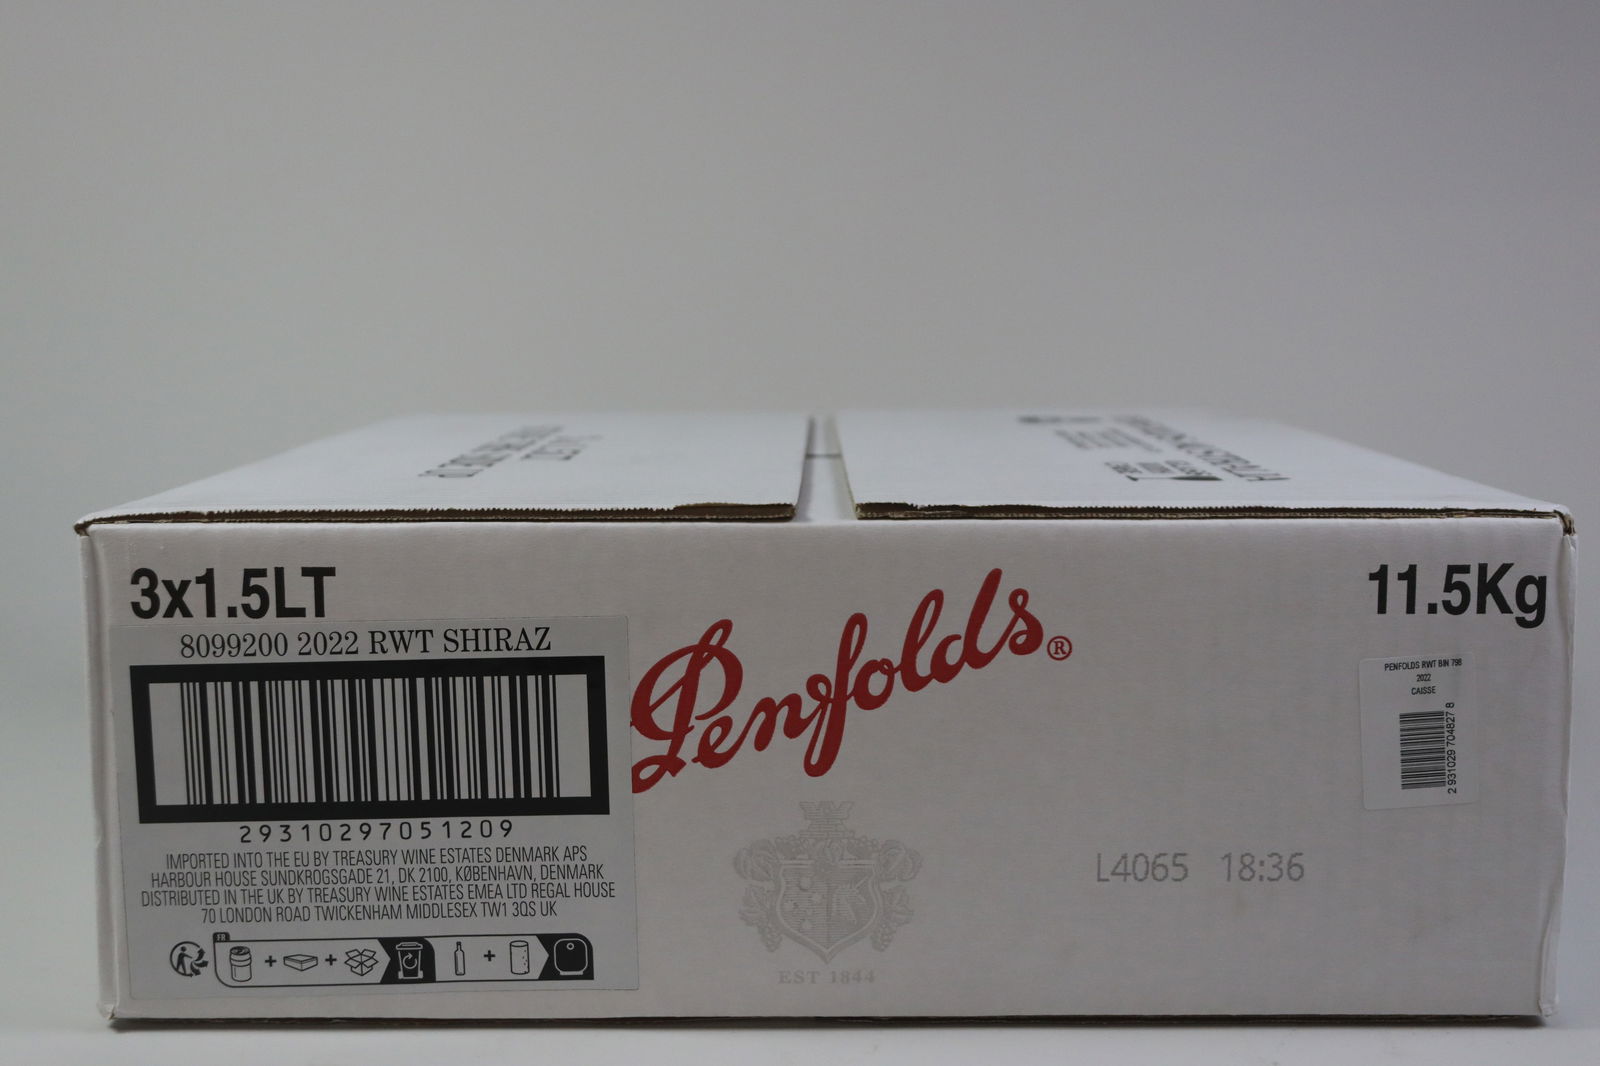 3x1.5LT
11.5Kg
8099200 2022 RWT SHIRAZ
29310297051209
IMPORTED INTO THE EU BY TREASURY WINE ESTATES DENMARK APS
HARBOUR HOUSE SUNDKROGSGADE 21, DK 2100, KØBENHAVN, DENMARK
DISTRIBUTED IN THE UK BY TREASURY WINE ESTATES EMEA LTD REGAL HOUSE
70 LONDON ROAD TWICKENHAM MIDDLESEX TW1 3QS UK
FR
Penfolds®
EST 1844
PENFOLDS RWT BIN 798
2022
CAISSE
2 931029 704827 8
L4065 18:36